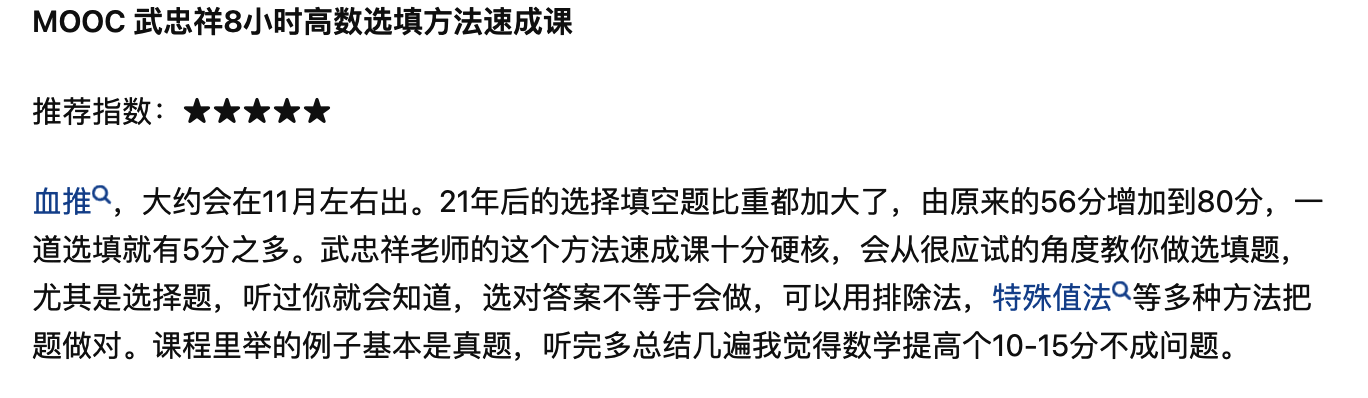 MOOC 武忠祥8小时高数选填方法速成课
推荐指数：★★★★★
血推，大约会在11月左右出。21年后的选择填空题比重都加大了，由原来的56分增加到80分，一
道选填就有5分之多。武忠祥老师的这个方法速成课十分硬核，会从很应试的角度教你做选填题，
尤其是选择题，听过你就会知道，选对答案不等于会做，可以用排除法，特殊值法等多种方法把
题做对。课程里举的例子基本是真题，听完多总结几遍我觉得数学提高个10-15分不成问题。